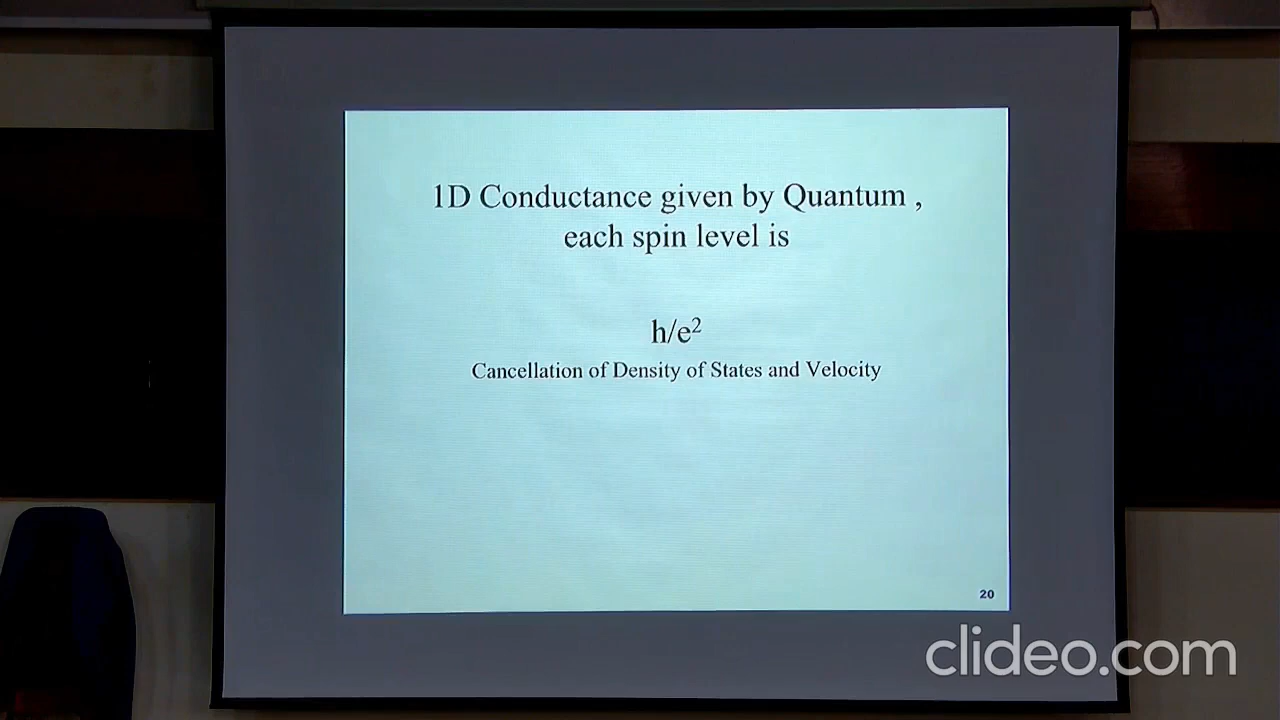 1D Conductance given by Quantum ,
each spin level is
h/e²
Cancellation of Density of States and Velocity
20
clideo.com